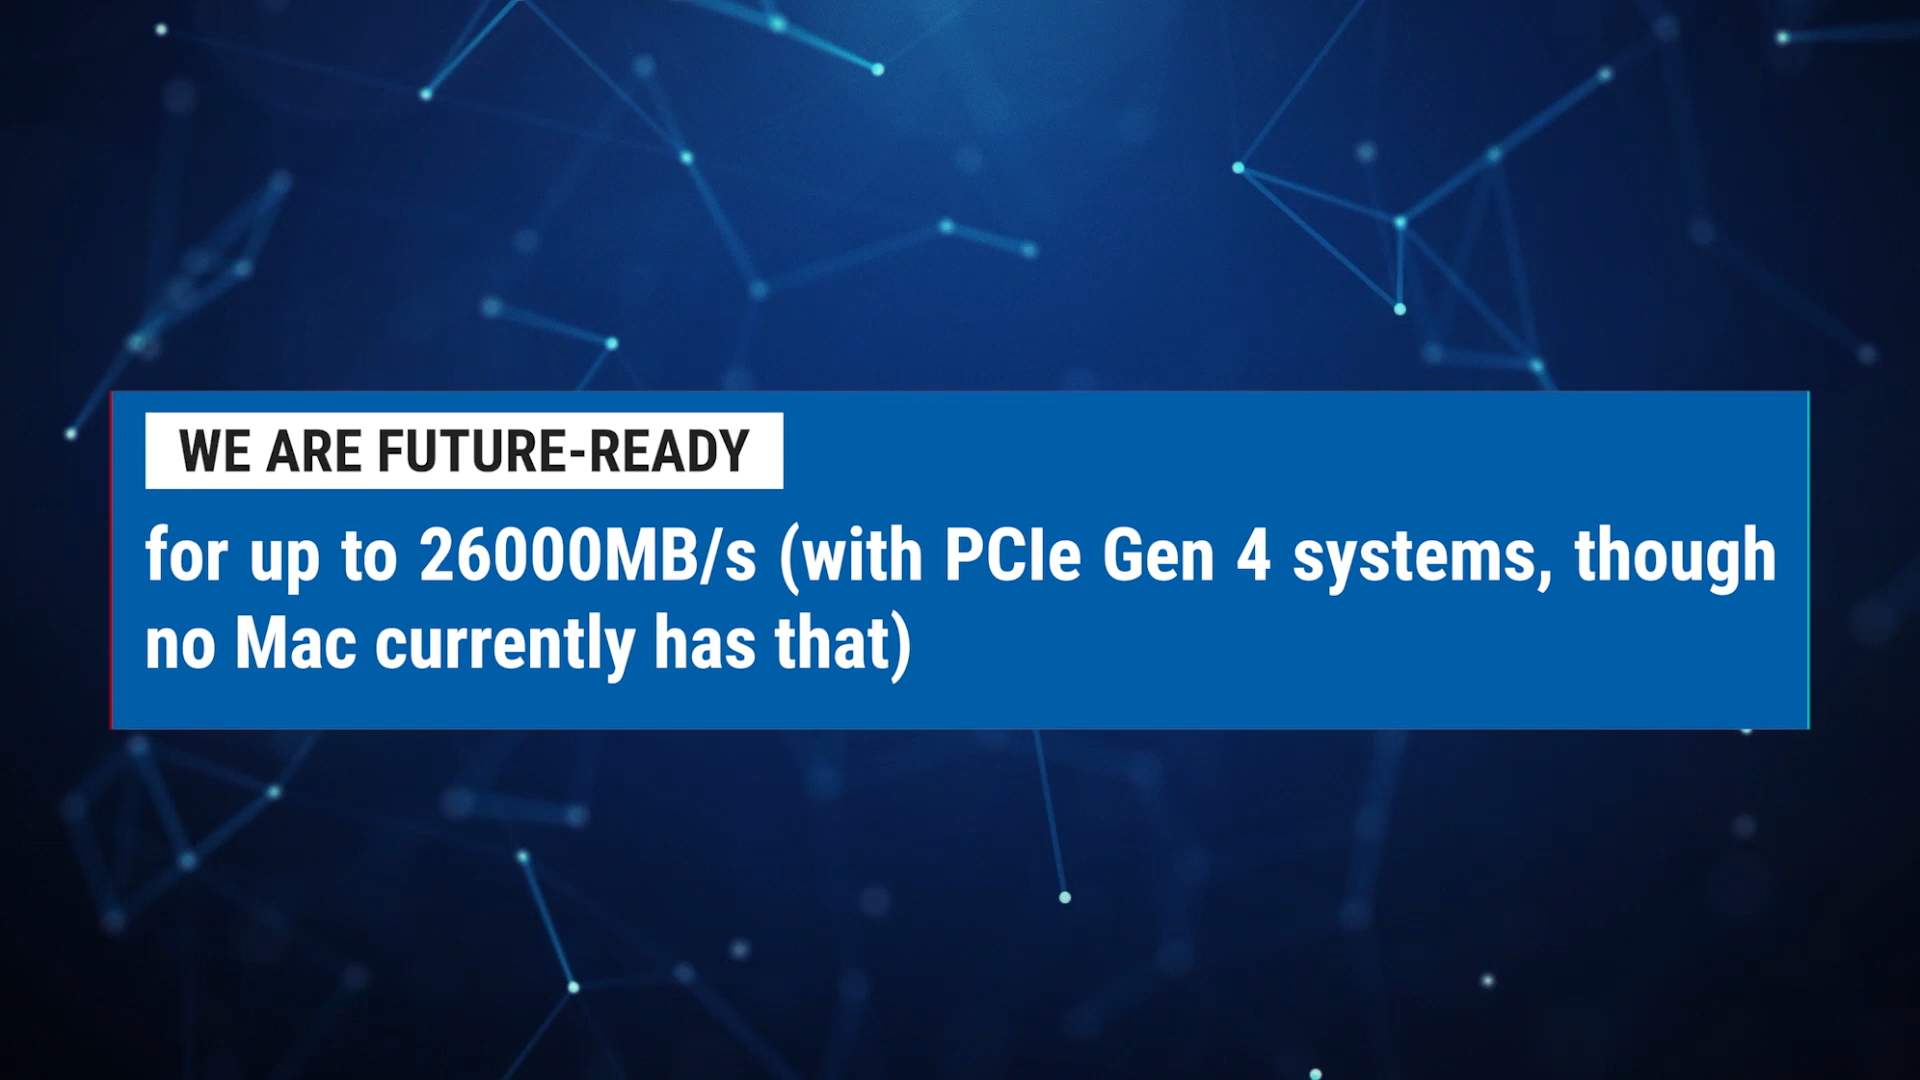 WE ARE FUTURE-READY
for up to 26000MB/s (with PCIe Gen 4 systems, though
no Mac currently has that)